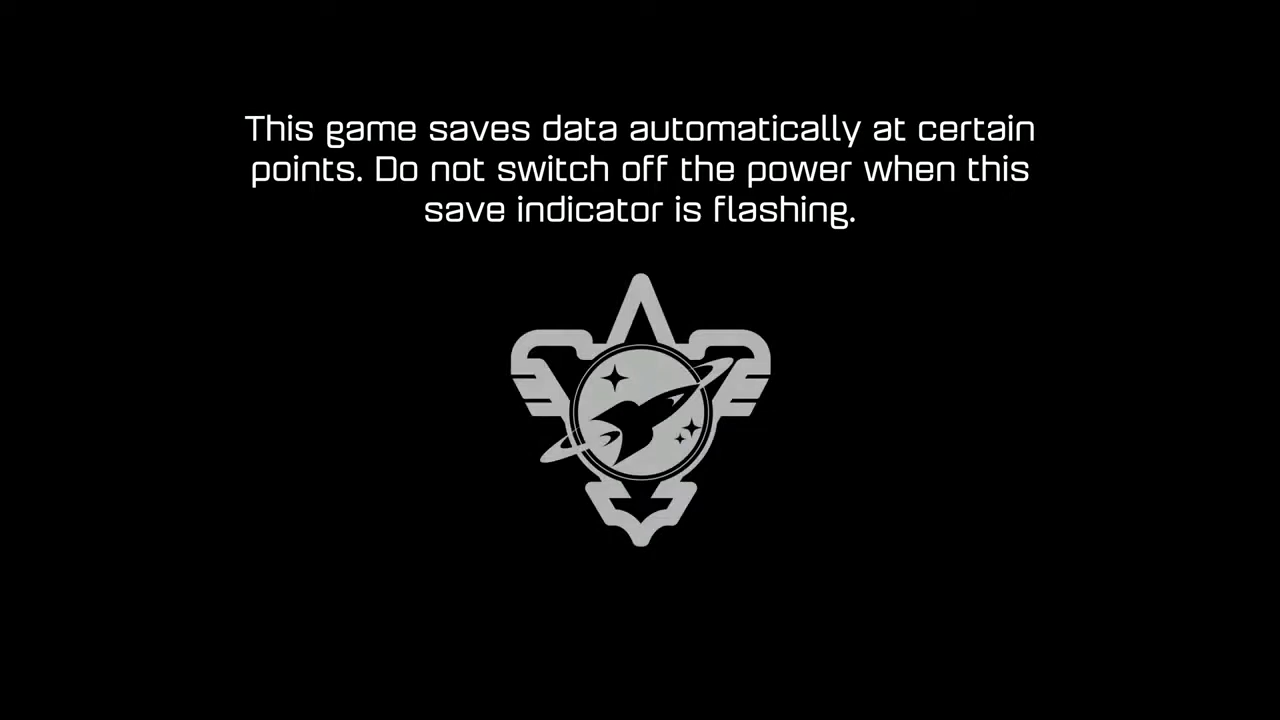 This game saves data automatically at certain
points. Do not switch off the power when this
save indicator is flashing.